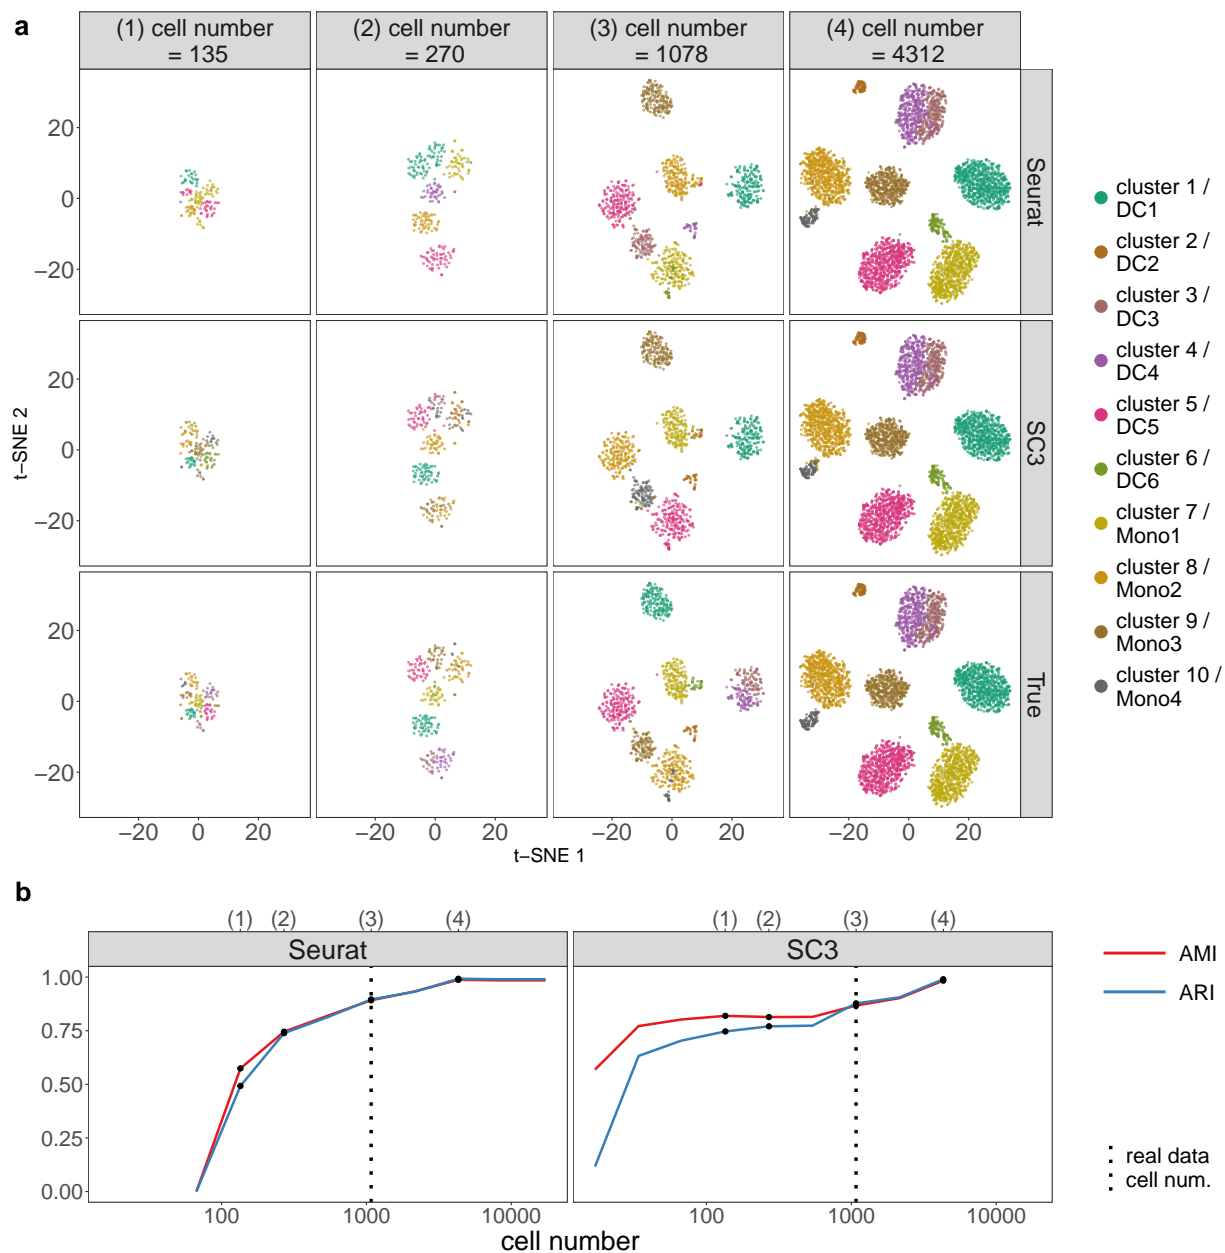 a
(1) cell number
= 135
(2) cell number
= 270
(3) cell number
= 1078
(4) cell number
= 4312
20
0
−20
Seurat
20
0
−20
SC3
20
0
−20
True
t−SNE 2
−20 0 20
−20 0 20
−20 0 20
−20 0 20
t−SNE 1
cluster 1 /
DC1
cluster 2 /
DC2
cluster 3 /
DC3
cluster 4 /
DC4
cluster 5 /
DC5
cluster 6 /
DC6
cluster 7 /
Mono1
cluster 8 /
Mono2
cluster 9 /
Mono3
cluster 10 /
Mono4
b
(1) (2) (3) (4)
(1) (2) (3) (4)
Seurat
SC3
1.00
0.75
0.50
0.25
0.00
100 1000 10000
100 1000 10000
cell number
AMI
ARI
real data
cell num.